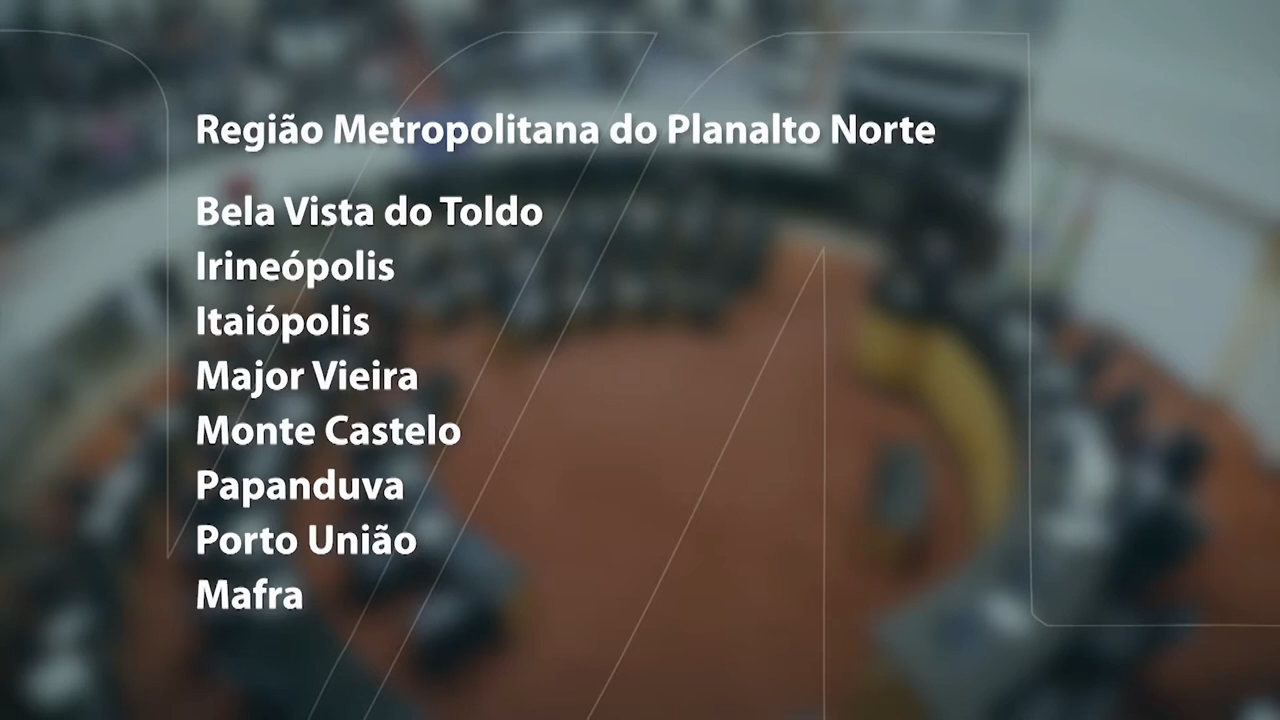 Região Metropolitana do Planalto Norte
Bela Vista do Toldo
Irineópolis
Itaiópolis
Major Vieira
Monte Castelo
Papanduva
Porto União
Mafra